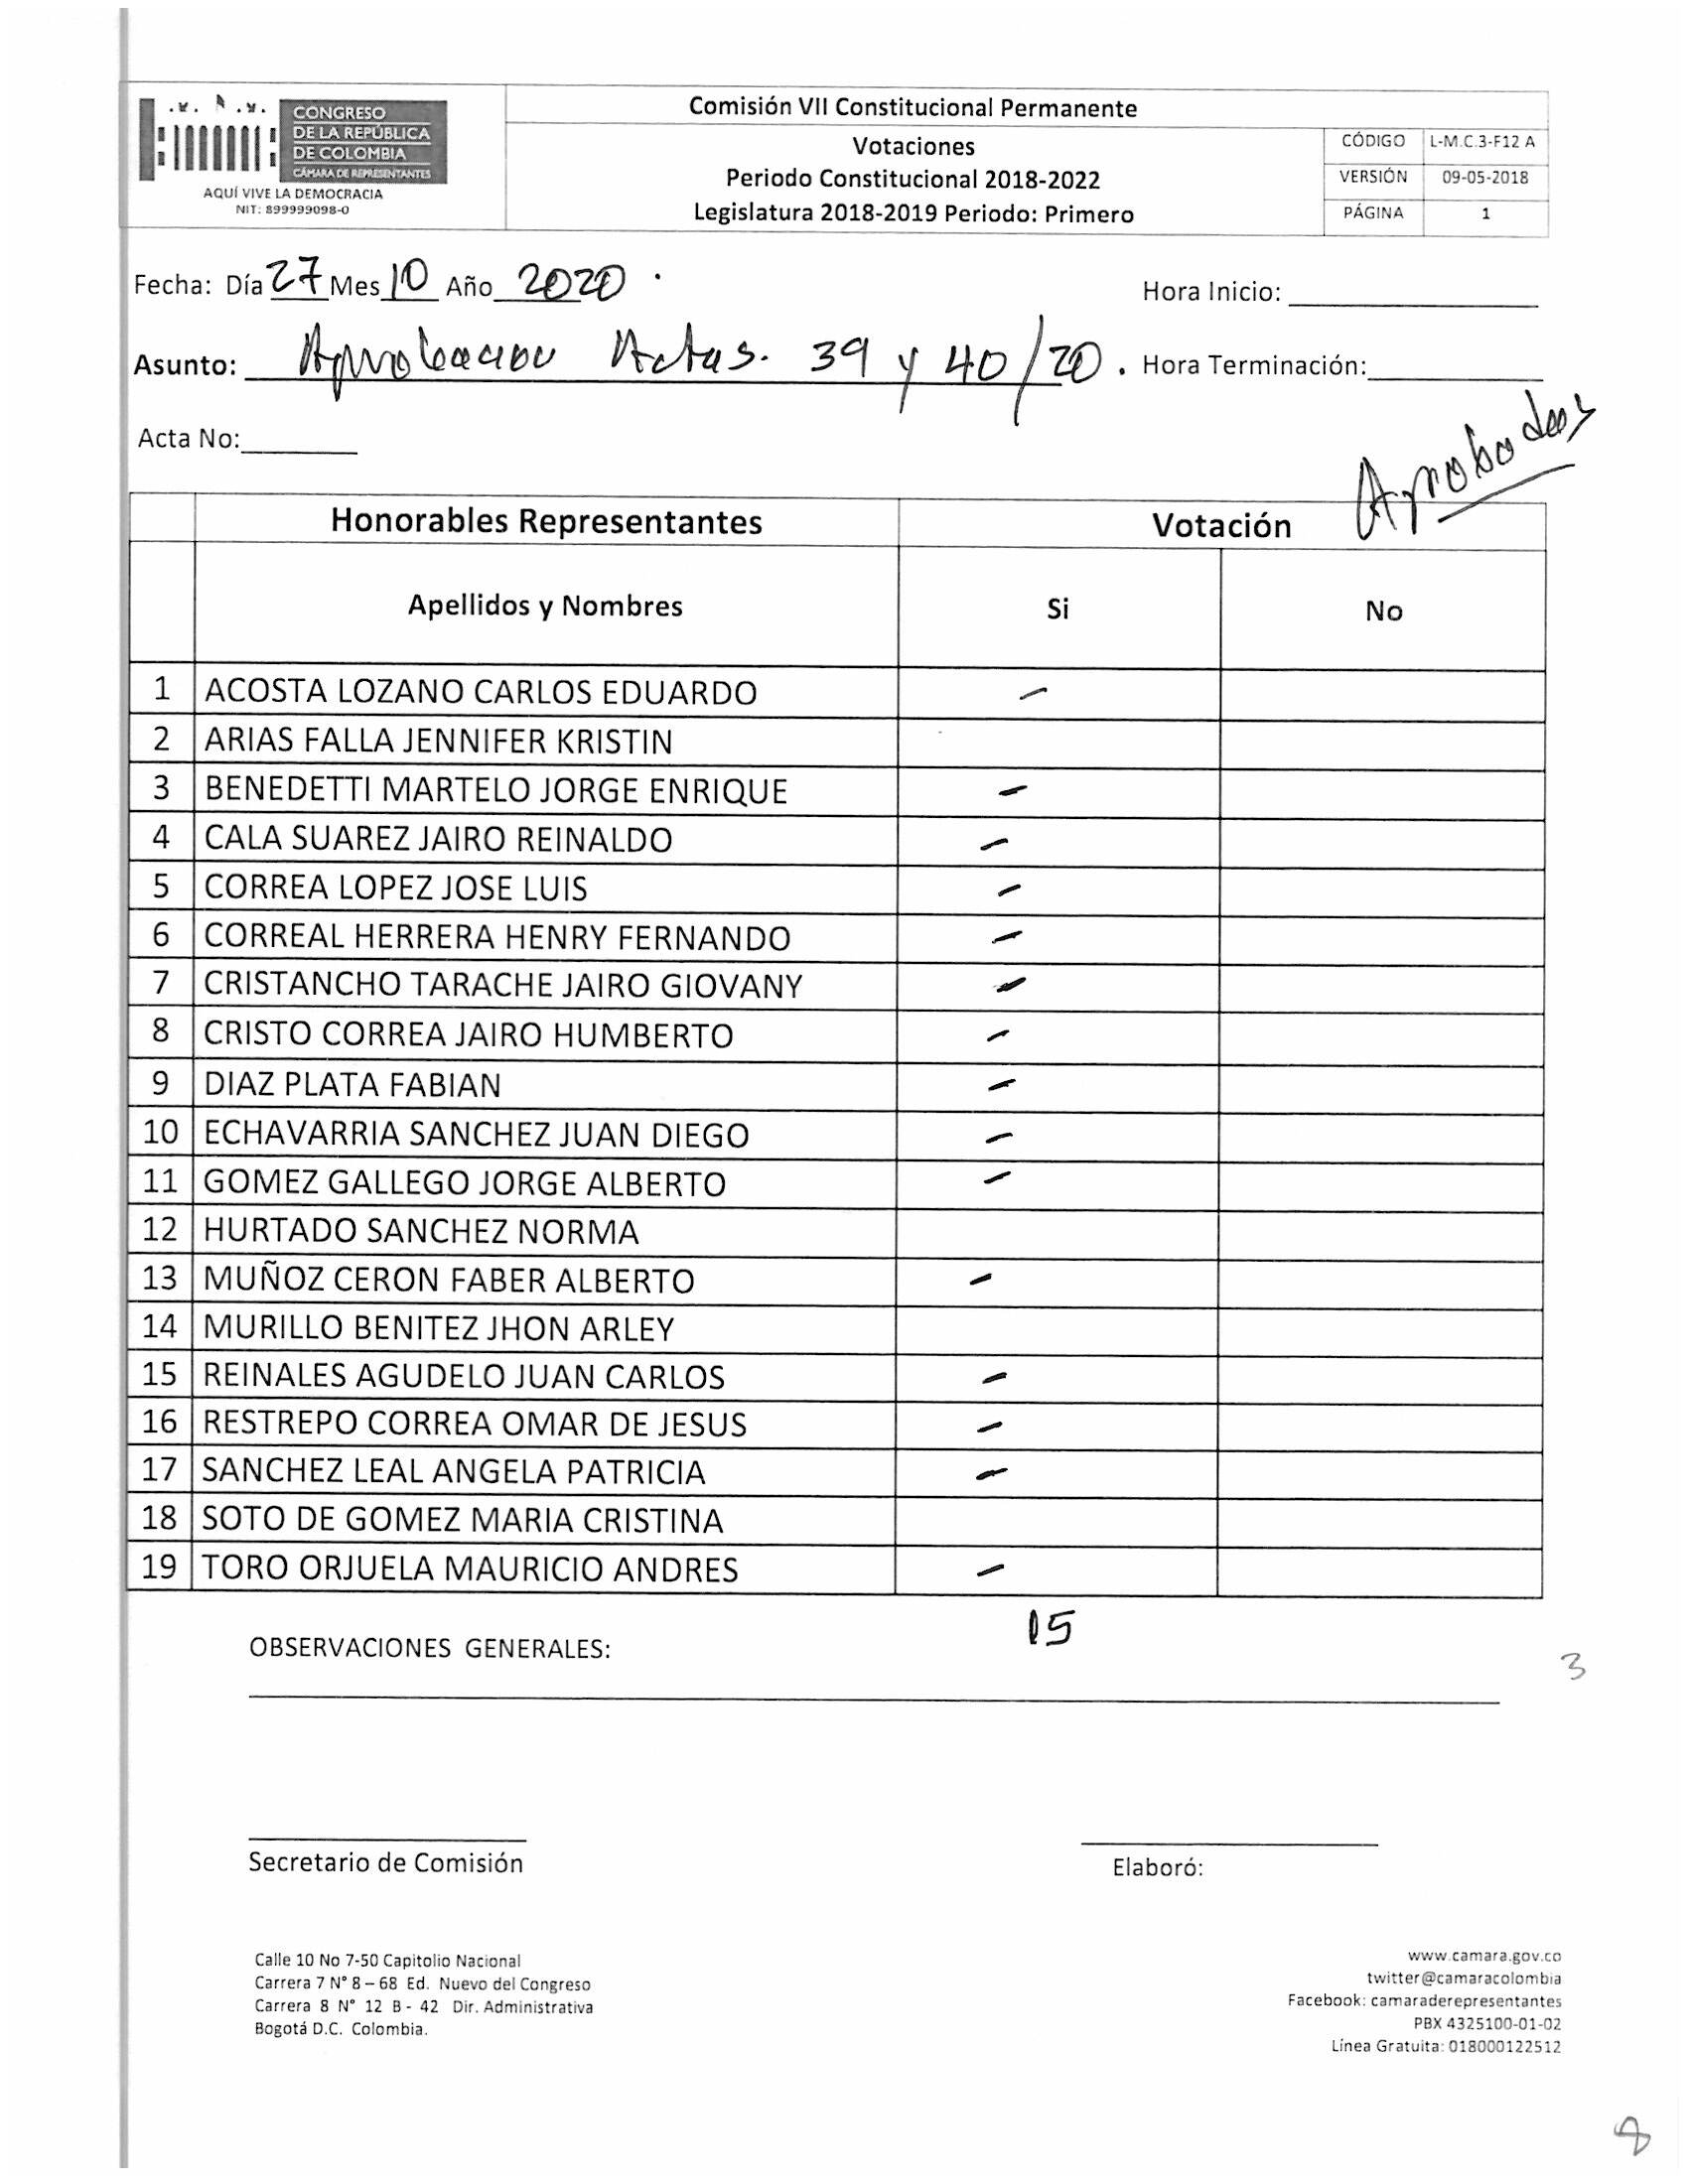 CONGRESO
DE LA REPÚBLICA
DE COLOMBIA
CÁMARA DE REPRESENTANTES
AQUÍ VIVE LA DEMOCRACIA
NIT: 899999098-0
Comisión VII Constitucional Permanente
Votaciones
Periodo Constitucional 2018-2022
Legislatura 2018-2019 Periodo: Primero
CÓDIGO L-M.C.3-F12 A
VERSIÓN 09-05-2018
PÁGINA 1
Fecha: Día 27 Mes 10 Año 2020 .
Hora Inicio:
Asunto: Aprobacion Actas. 39 y 40/20. Hora Terminación:
Acta No:
Aprobadas
Honorables Representantes Votación
Apellidos y Nombres Si No
1 ACOSTA LOZANO CARLOS EDUARDO –
2 ARIAS FALLA JENNIFER KRISTIN
3 BENEDETTI MARTELO JORGE ENRIQUE –
4 CALA SUAREZ JAIRO REINALDO –
5 CORREA LOPEZ JOSE LUIS –
6 CORREAL HERRERA HENRY FERNANDO –
7 CRISTANCHO TARACHE JAIRO GIOVANY –
8 CRISTO CORREA JAIRO HUMBERTO –
9 DIAZ PLATA FABIAN –
10 ECHAVARRIA SANCHEZ JUAN DIEGO –
11 GOMEZ GALLEGO JORGE ALBERTO –
12 HURTADO SANCHEZ NORMA
13 MUÑOZ CERON FABER ALBERTO –
14 MURILLO BENITEZ JHON ARLEY
15 REINALES AGUDELO JUAN CARLOS –
16 RESTREPO CORREA OMAR DE JESUS –
17 SANCHEZ LEAL ANGELA PATRICIA –
18 SOTO DE GOMEZ MARIA CRISTINA
19 TORO ORJUELA MAURICIO ANDRES –
15
OBSERVACIONES GENERALES:
3
Secretario de Comisión
Elaboró:
Calle 10 No 7-50 Capitolio Nacional
Carrera 7 N° 8 – 68 Ed. Nuevo del Congreso
Carrera 8 N° 12 B - 42 Dir. Administrativa
Bogotá D.C. Colombia.
www.camara.gov.co
twitter@camaracolombia
Facebook: camaraderepresentantes
PBX 4325100-01-02
Línea Gratuita: 018000122512
8